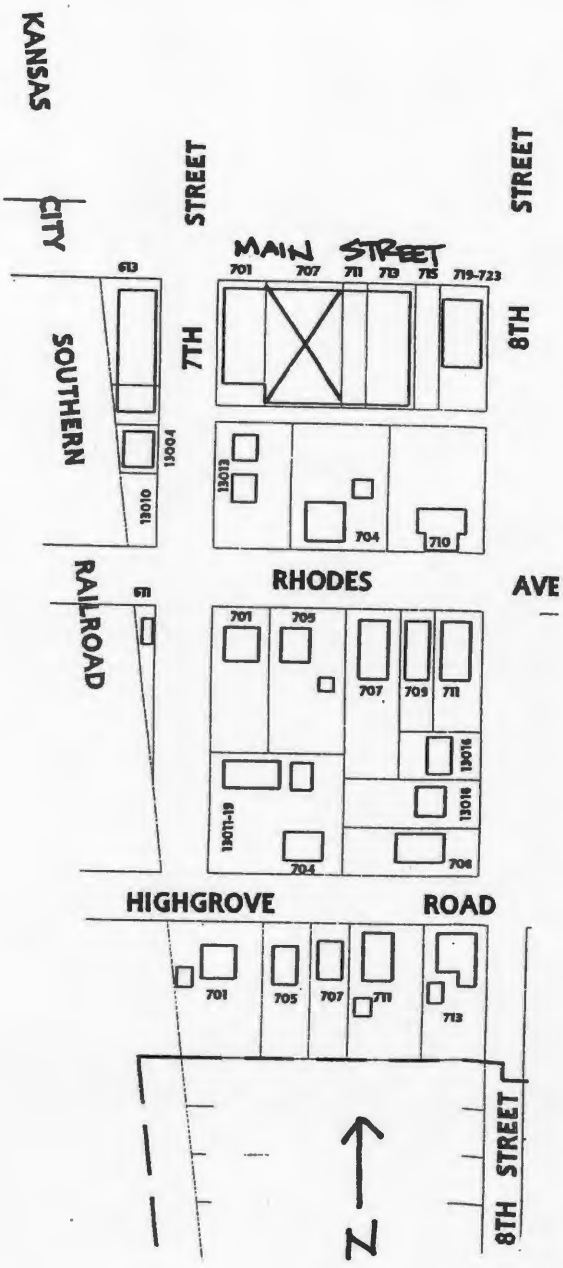 KANSAS
CITY
SOUTHERN
RAILROAD
STREET
7TH
STREET
8TH
MAIN STREET
613
701
707
711
713
715
719-723
13004
13010
13013
704
710
RHODES
AVE
611
701
705
707
709
711
13016
13016
13011-19
704
708
HIGHGROVE
ROAD
701
705
707
711
713
8TH STREET
N